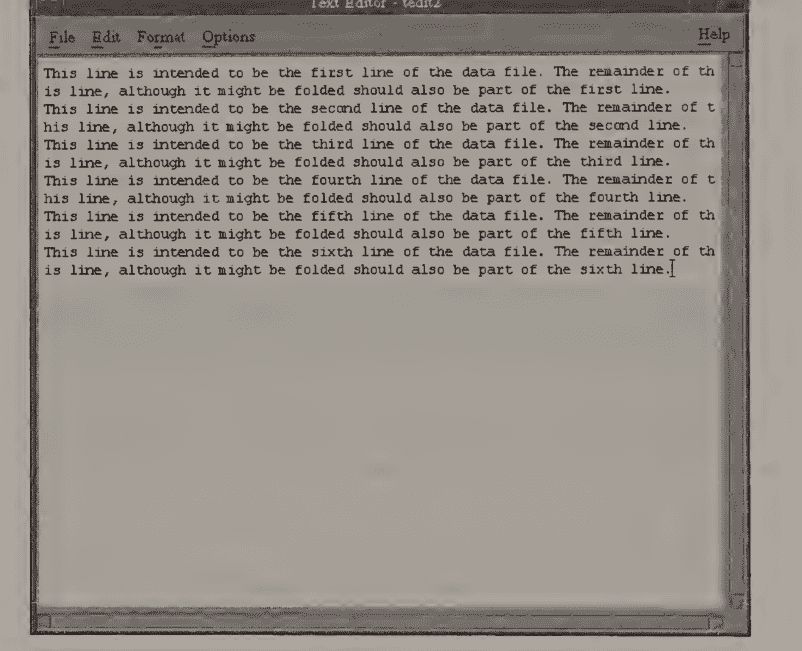 Text Editor - tedit2
File Edit Format Options Help
This line is intended to be the first line of the data file. The remainder of th
is line, although it might be folded should also be part of the first line.
This line is intended to be the second line of the data file. The remainder of t
his line, although it might be folded should also be part of the second line.
This line is intended to be the third line of the data file. The remainder of th
is line, although it might be folded should also be part of the third line.
This line is intended to be the fourth line of the data file. The remainder of t
his line, although it might be folded should also be part of the fourth line.
This line is intended to be the fifth line of the data file. The remainder of th
is line, although it might be folded should also be part of the fifth line.
This line is intended to be the sixth line of the data file. The remainder of th
is line, although it might be folded should also be part of the sixth line.